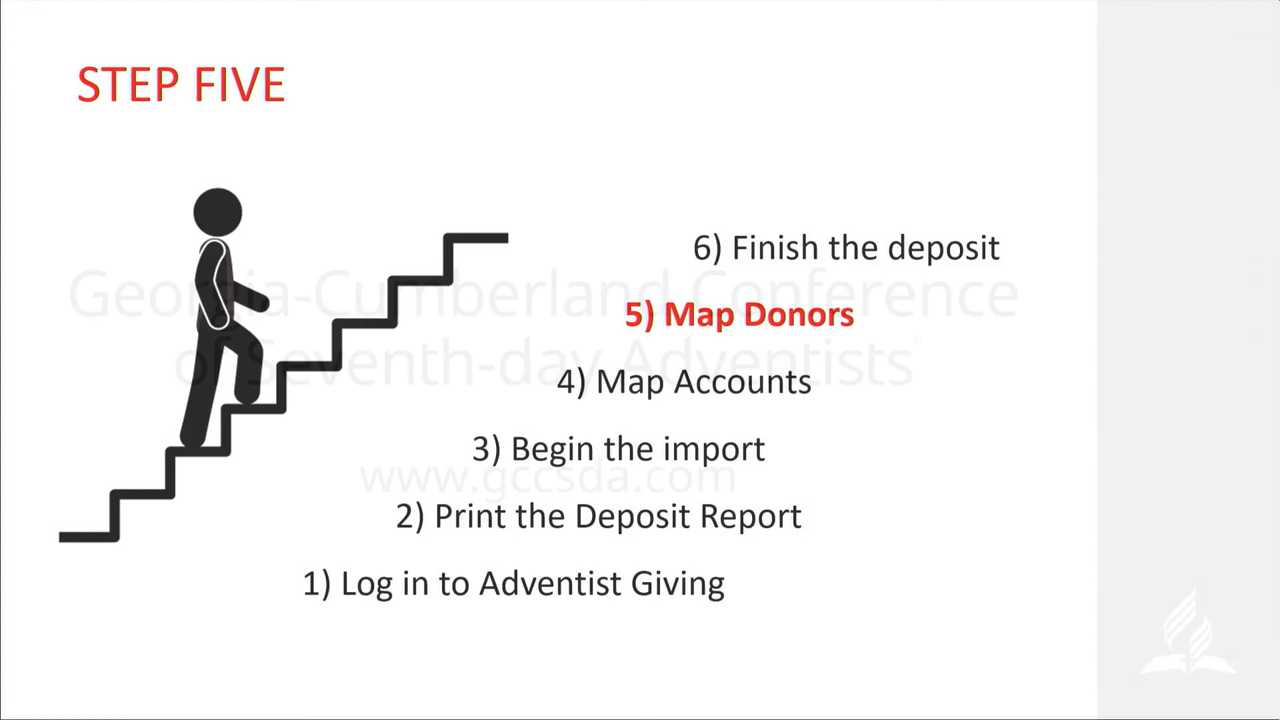 STEP FIVE
6) Finish the deposit
Georgia-Cumberland Conference
5) Map Donors
of Seventh-day Adventists
4) Map Accounts
3) Begin the import
www.gccsda.com
2) Print the Deposit Report
1) Log in to Adventist Giving